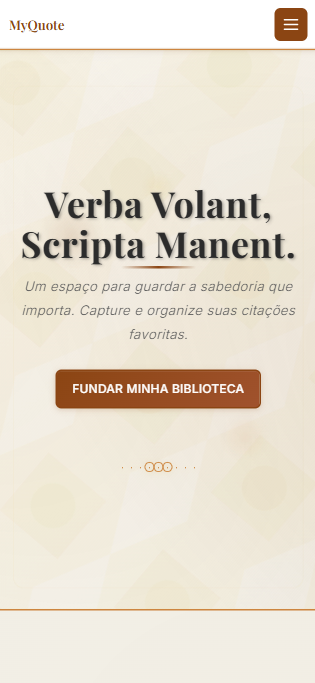 MyQuote
Verba Volant,
Scripta Manent.
Um espaço para guardar a sabedoria que
importa. Capture e organize suas citações
favoritas.
FUNDAR MINHA BIBLIOTECA